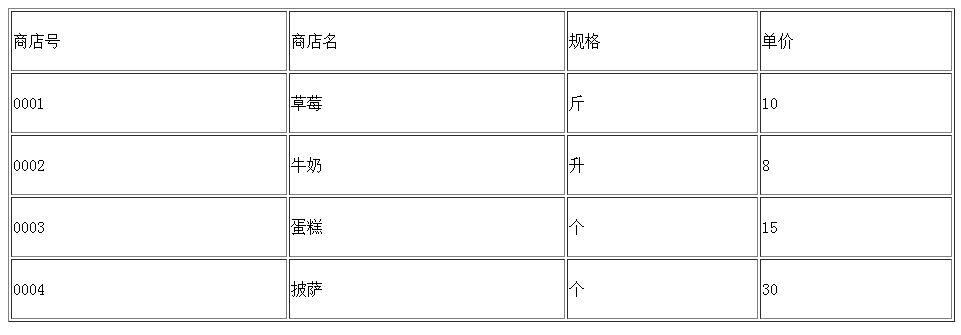 商店号 商店名 规格 单价
0001 草莓 斤 10
0002 牛奶 升 8
0003 蛋糕 个 15
0004 披萨 个 30